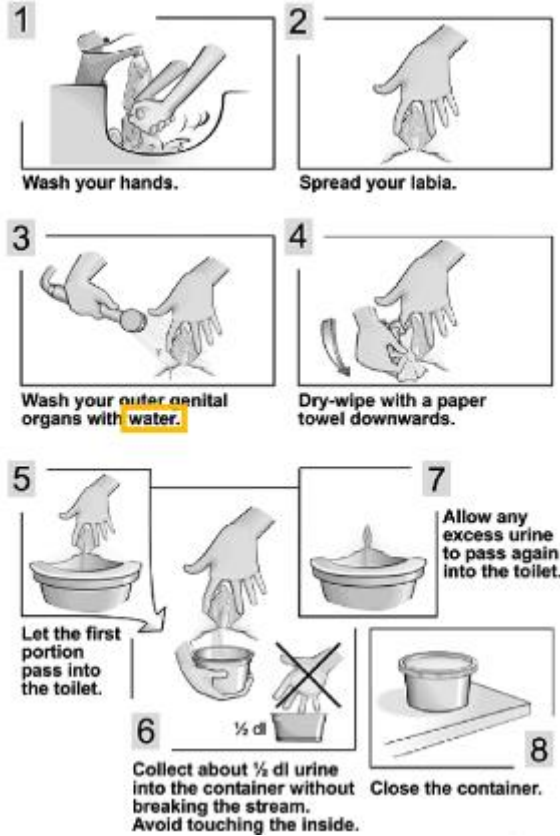 1
Wash your hands.
2
Spread your labia.
3
Wash your outer genital
organs with water.
4
Dry-wipe with a paper
towel downwards.
5
Let the first
portion
pass into
the toilet.
6
½ dl
Collect about ½ dl urine
into the container without
breaking the stream.
Avoid touching the inside.
7
Allow any
excess urine
to pass again
into the toilet.
8
Close the container.